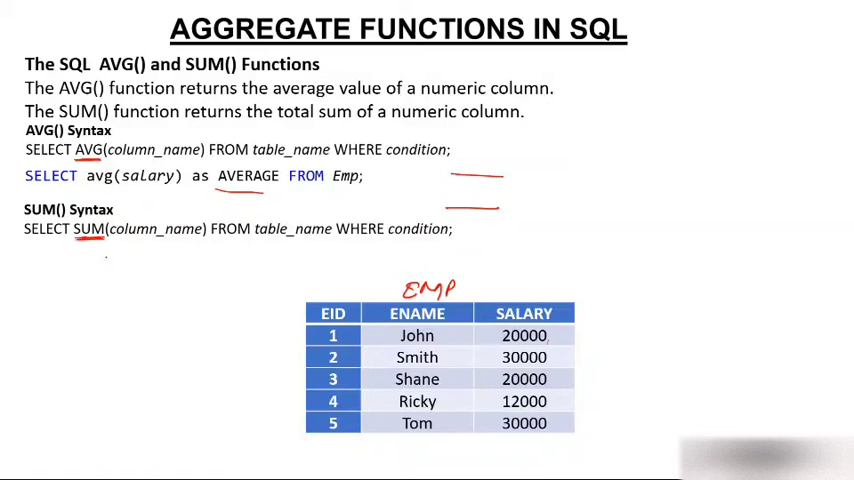 AGGREGATE FUNCTIONS IN SQL
The SQL AVG() and SUM() Functions
The AVG() function returns the average value of a numeric column.
The SUM() function returns the total sum of a numeric column.
AVG() Syntax
SELECT AVG(column_name) FROM table_name WHERE condition;
SELECT avg(salary) as AVERAGE FROM Emp;
SUM() Syntax
SELECT SUM(column_name) FROM table_name WHERE condition;
EMP
EID ENAME SALARY
1 John 20000
2 Smith 30000
3 Shane 20000
4 Ricky 12000
5 Tom 30000